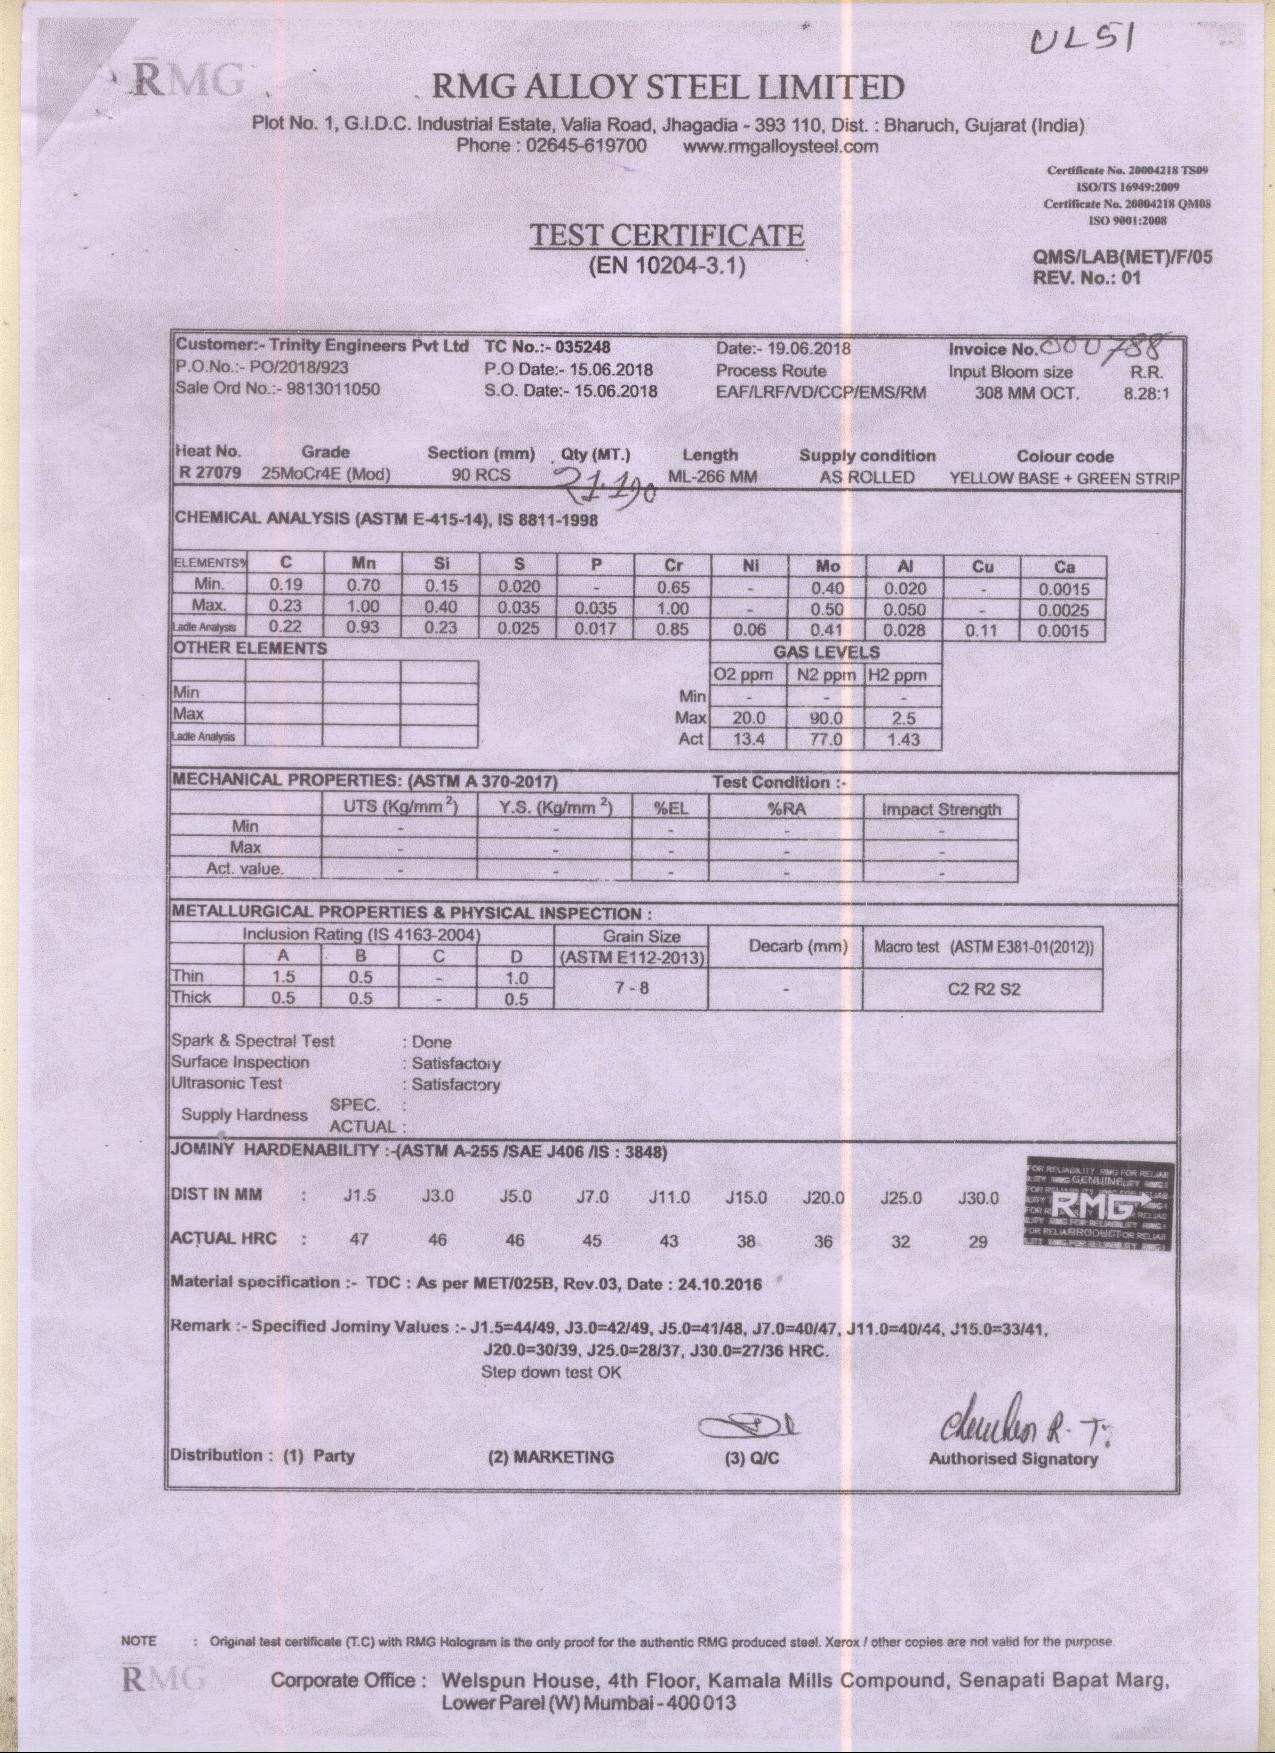 UL51
RMG
RMG ALLOY STEEL LIMITED
Plot No. 1, G.I.D.C. Industrial Estate, Valia Road, Jhagadia - 393 110, Dist. : Bharuch, Gujarat (India)
Phone : 02645-619700 www.rmgalloysteel.com
Certificate No. 20004218 TS09
ISO/TS 16949:2009
Certificate No. 20004218 QM08
ISO 9001:2008
TEST CERTIFICATE
(EN 10204-3.1)
QMS/LAB(MET)/F/05
REV. No.: 01
Customer:- Trinity Engineers Pvt Ltd TC No.:- 035248 Date:- 19.06.2018 Invoice No. 000788
P.O.No.:- PO/2018/923 P.O Date:- 15.06.2018 Process Route Input Bloom size R.R.
Sale Ord No.:- 9813011050 S.O. Date:- 15.06.2018 EAF/LRF/VD/CCP/EMS/RM 308 MM OCT. 8.28:1
Heat No. Grade Section (mm) Qty (MT.) Length Supply condition Colour code
R 27079 25MoCr4E (Mod) 90 RCS 21.190 ML-266 MM AS ROLLED YELLOW BASE + GREEN STRIP
CHEMICAL ANALYSIS (ASTM E-415-14), IS 8811-1998
ELEMENTS% C Mn Si S P Cr Ni Mo Al Cu Ca
Min. 0.19 0.70 0.15 0.020 - 0.65 - 0.40 0.020 - 0.0015
Max. 0.23 1.00 0.40 0.035 0.035 1.00 - 0.50 0.050 - 0.0025
Ladle Analysis 0.22 0.93 0.23 0.025 0.017 0.85 0.06 0.41 0.028 0.11 0.0015
OTHER ELEMENTS GAS LEVELS
O2 ppm N2 ppm H2 ppm
Min Min - - -
Max Max 20.0 90.0 2.5
Ladle Analysis Act 13.4 77.0 1.43
MECHANICAL PROPERTIES: (ASTM A 370-2017) Test Condition :-
UTS (Kg/mm²) Y.S. (Kg/mm²) %EL %RA Impact Strength
Min - - - - -
Max - - - - -
Act. value. - - - - -
METALLURGICAL PROPERTIES & PHYSICAL INSPECTION :
Inclusion Rating (IS 4163-2004) Grain Size Decarb (mm) Macro test (ASTM E381-01(2012))
A B C D (ASTM E112-2013)
Thin 1.5 0.5 - 1.0 7 - 8 - C2 R2 S2
Thick 0.5 0.5 - 0.5
Spark & Spectral Test : Done
Surface Inspection : Satisfactory
Ultrasonic Test : Satisfactory
Supply Hardness SPEC. :
ACTUAL :
JOMINY HARDENABILITY :-(ASTM A-255 /SAE J406 /IS : 3848)
DIST IN MM : J1.5 J3.0 J5.0 J7.0 J11.0 J15.0 J20.0 J25.0 J30.0
ACTUAL HRC : 47 46 46 45 43 38 36 32 29
GENUINE
RMG
PRODUCT
Material specification :- TDC : As per MET/025B, Rev.03, Date : 24.10.2016
Remark :- Specified Jominy Values :- J1.5=44/49, J3.0=42/49, J5.0=41/48, J7.0=40/47, J11.0=40/44, J15.0=33/41,
J20.0=30/39, J25.0=28/37, J30.0=27/36 HRC.
Step down test OK
R. T.
Distribution : (1) Party (2) MARKETING (3) Q/C Authorised Signatory
NOTE : Original test certificate (T.C) with RMG Hologram is the only proof for the authentic RMG produced steel. Xerox / other copies are not valid for the purpose
RMG
Corporate Office : Welspun House, 4th Floor, Kamala Mills Compound, Senapati Bapat Marg,
Lower Parel (W) Mumbai - 400 013